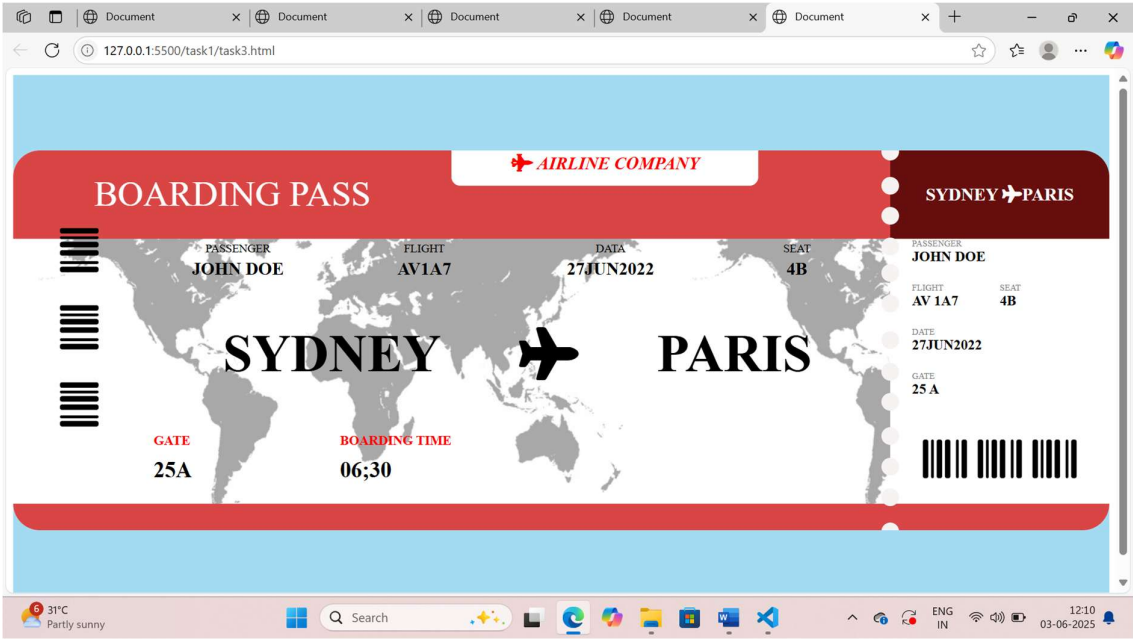 Document
Document
Document
Document
Document
127.0.0.1:5500/task1/task3.html
AIRLINE COMPANY
BOARDING PASS
SYDNEY PARIS
PASSENGER
JOHN DOE
FLIGHT
AV1A7
DATA
27JUN2022
SEAT
4B
SYDNEY
PARIS
GATE
25A
BOARDING TIME
06;30
PASSENGER
JOHN DOE
FLIGHT
AV 1A7
SEAT
4B
DATE
27JUN2022
GATE
25 A
6
31°C
Partly sunny
Search
ENG
IN
12:10
03-06-2025